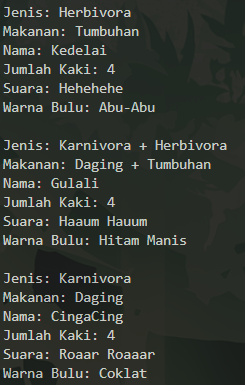 Jenis: Herbivora
Makanan: Tumbuhan
Nama: Kedelai
Jumlah Kaki: 4
Suara: Hehehehe
Warna Bulu: Abu-Abu

Jenis: Karnivora + Herbivora
Makanan: Daging + Tumbuhan
Nama: Gulali
Jumlah Kaki: 4
Suara: Haaum Hauum
Warna Bulu: Hitam Manis

Jenis: Karnivora
Makanan: Daging
Nama: CingaCing
Jumlah Kaki: 4
Suara: Roaar Roaaar
Warna Bulu: Coklat